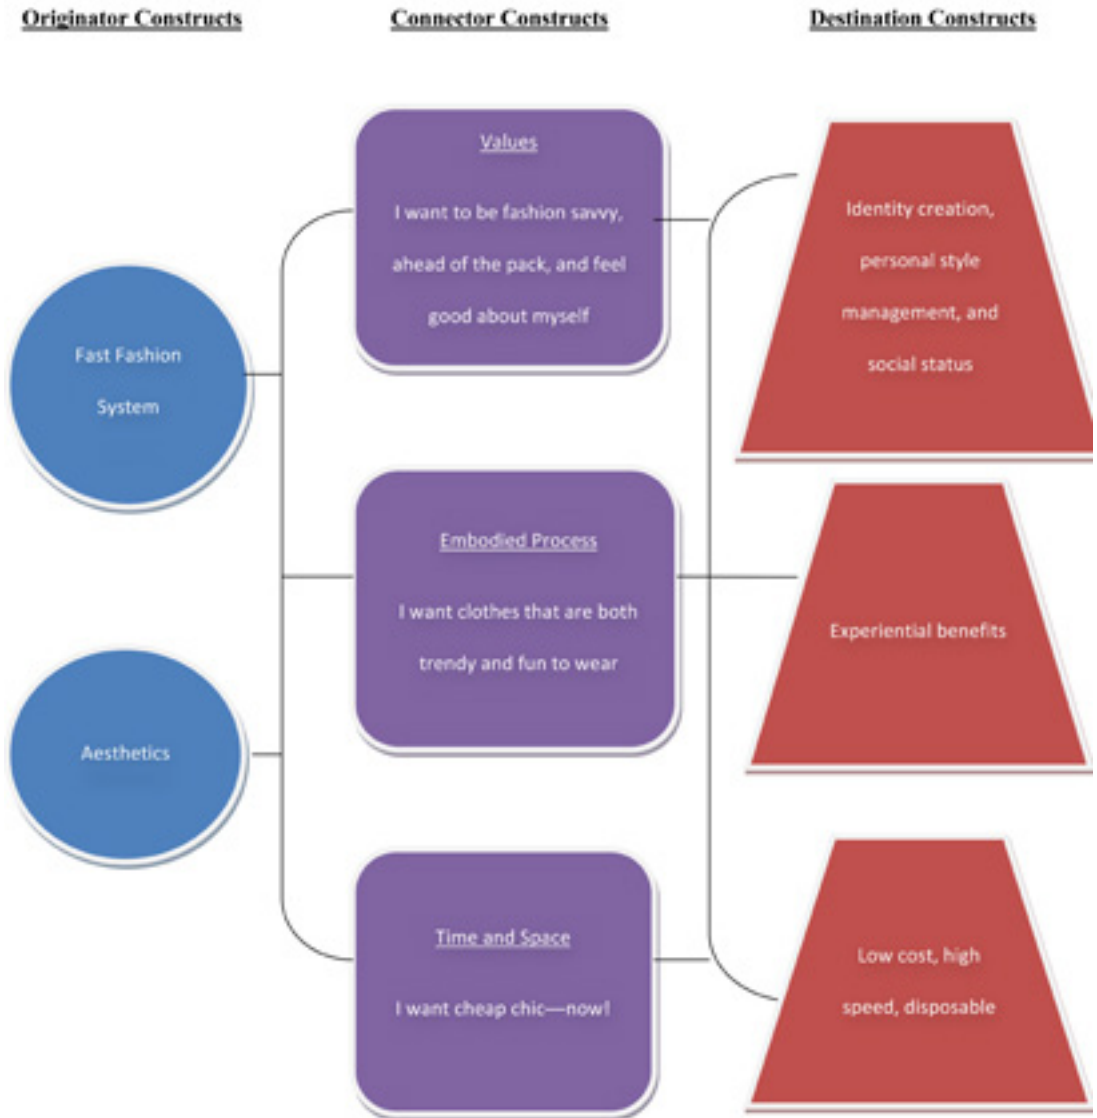 Originator Constructs
Connector Constructs
Destination Constructs
Fast Fashion
System
Aesthetics
Values
I want to be fashion savvy,
ahead of the pack, and feel
good about myself
Embodied Process
I want clothes that are both
trendy and fun to wear
Time and Space
I want cheap chic—now!
Identity creation,
personal style
management, and
social status
Experiential benefits
Low cost, high
speed, disposable